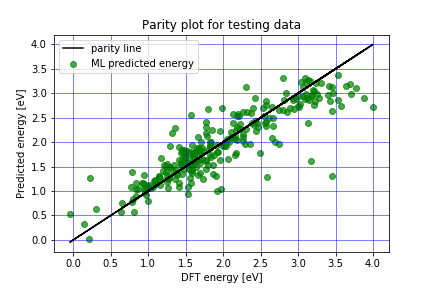 Parity plot for testing data
parity line
ML predicted energy
Predicted energy [eV]
4.0
3.5
3.0
2.5
2.0
1.5
1.0
0.5
0.0
0.0 0.5 1.0 1.5 2.0 2.5 3.0 3.5 4.0
DFT energy [eV]